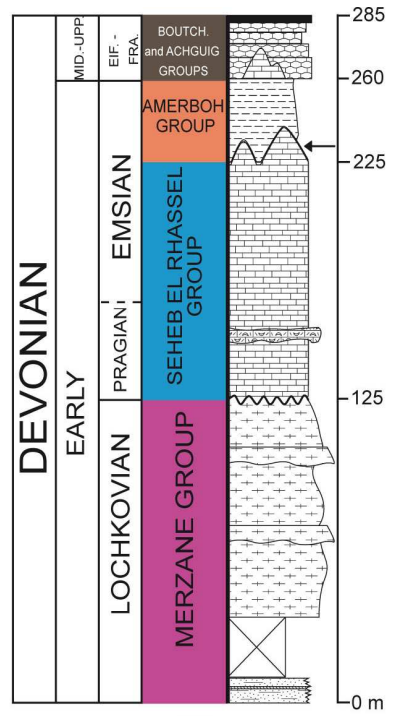 DEVONIAN
MID.-UPP.
EARLY
EIF. -
FRA.
EMSIAN
PRAGIAN
LOCHKOVIAN
BOUTCH.
and ACHGUIG
GROUPS
AMERBOH
GROUP
SEHEB EL RHASSEL
GROUP
MERZANE GROUP
285
260
225
125
0 m